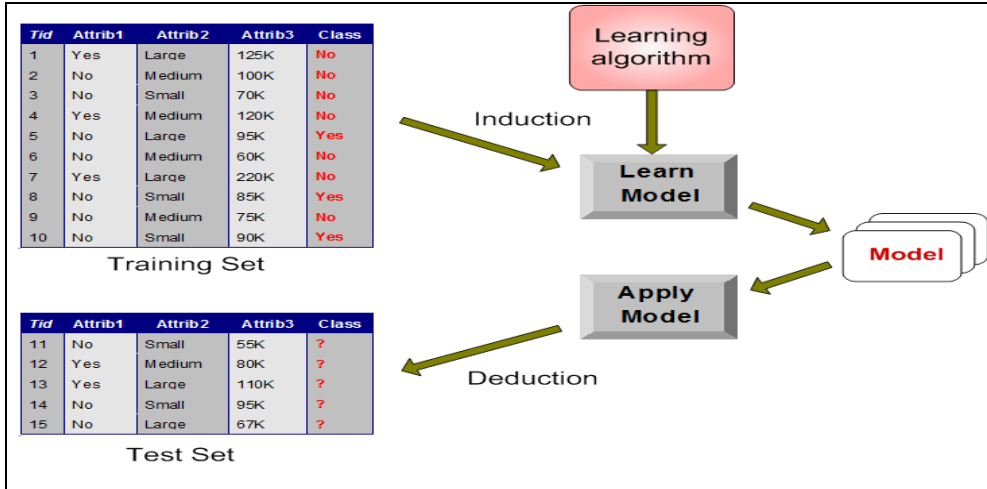 Tid Attrib1 Attrib2 Attrib3 Class
1 Yes Large 125K No
2 No Medium 100K No
3 No Small 70K No
4 Yes Medium 120K No
5 No Large 95K Yes
6 No Medium 60K No
7 Yes Large 220K No
8 No Small 85K Yes
9 No Medium 75K No
10 No Small 90K Yes
Training Set
Learning
algorithm
Induction
Learn
Model
Model
Apply
Model
Deduction
Tid Attrib1 Attrib2 Attrib3 Class
11 No Small 55K ?
12 Yes Medium 80K ?
13 Yes Large 110K ?
14 No Small 95K ?
15 No Large 67K ?
Test Set